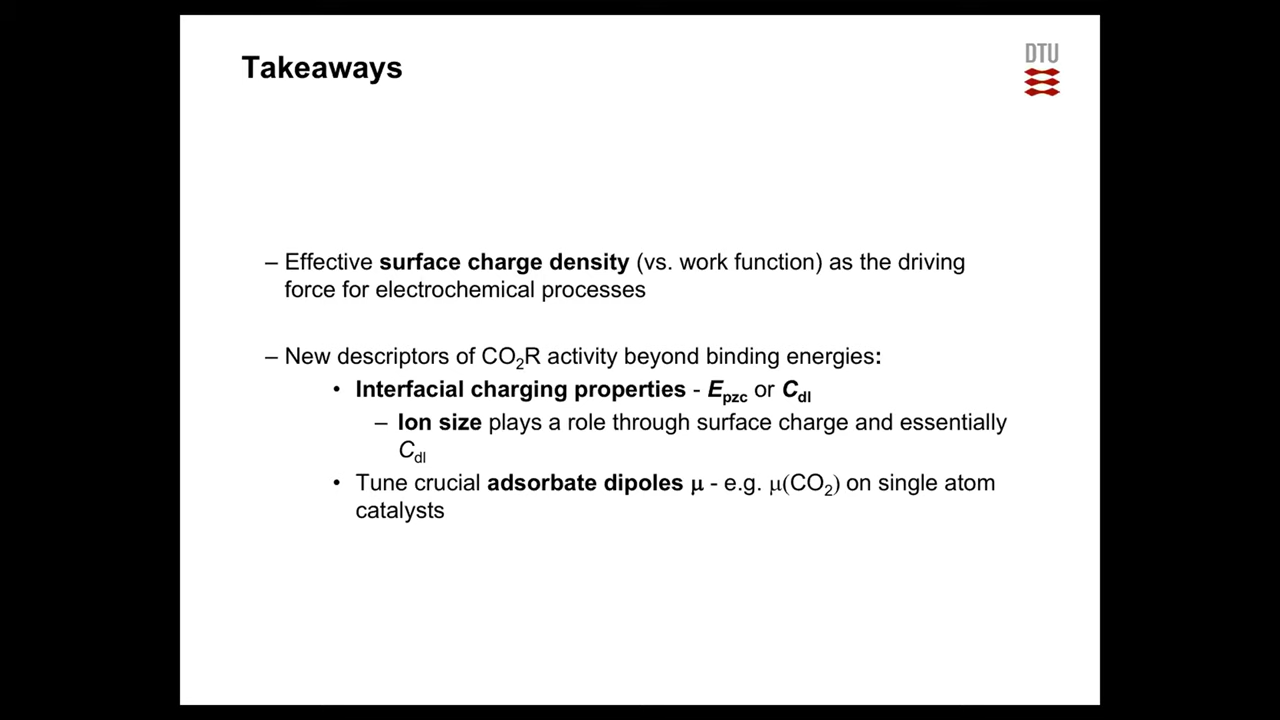 Takeaways
DTU
– Effective surface charge density (vs. work function) as the driving
force for electrochemical processes
– New descriptors of CO₂R activity beyond binding energies:
• Interfacial charging properties - Epzc or Cdl
– Ion size plays a role through surface charge and essentially
Cdl
• Tune crucial adsorbate dipoles μ - e.g. μ(CO₂) on single atom
catalysts